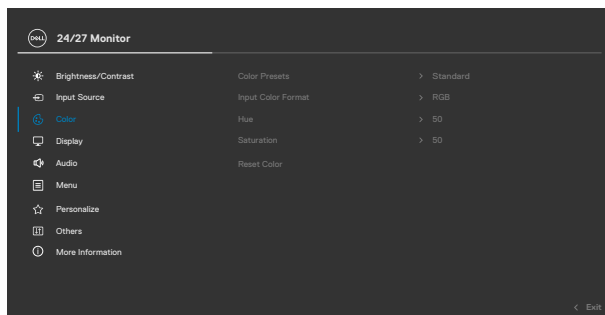 DELL 24/27 Monitor
Brightness/Contrast Color Presets > Standard
Input Source Input Color Format > RGB
Color Hue > 50
Display Saturation > 50
Audio Reset Color
Menu
Personalize
Others
More Information
< Exit